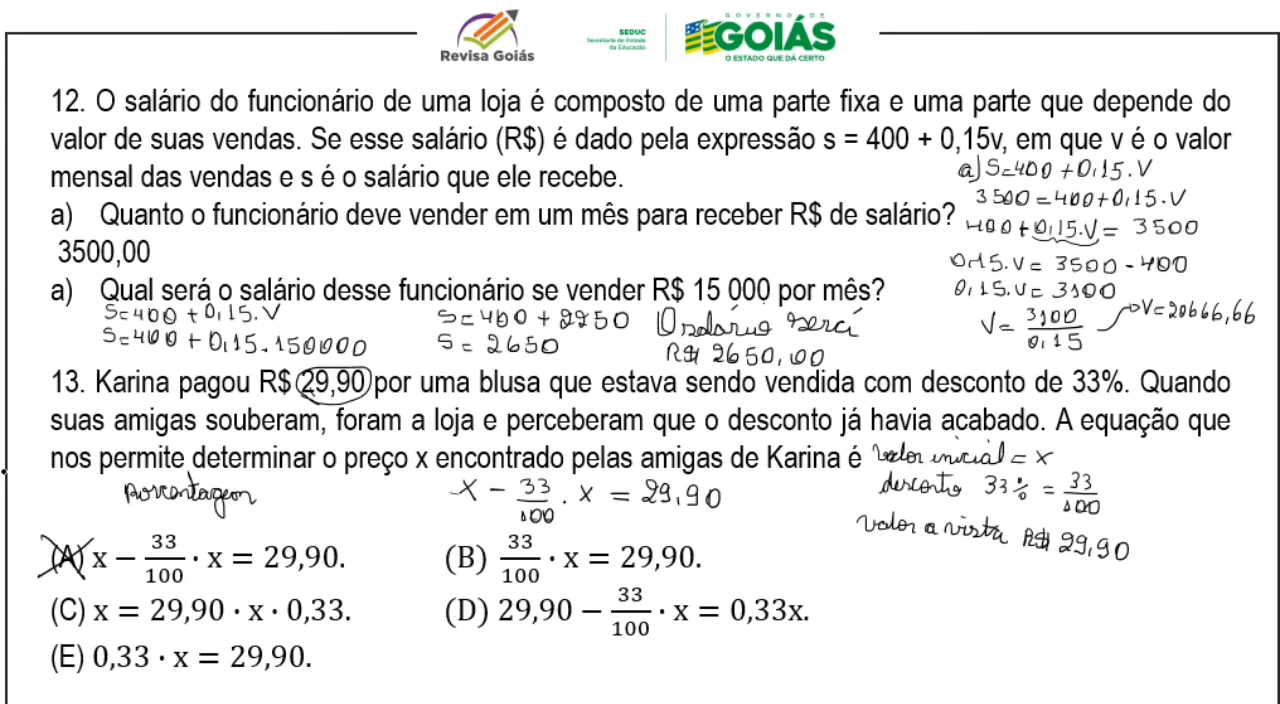 Revisa Goiás
SEDUC
Secretaria de Estado
da Educação
GOVERNO DE
GOIÁS
O ESTADO QUE DÁ CERTO
12. O salário do funcionário de uma loja é composto de uma parte fixa e uma parte que depende do
valor de suas vendas. Se esse salário (R$) é dado pela expressão s = 400 + 0,15v, em que v é o valor
mensal das vendas e s é o salário que ele recebe.
a) S=400+0,15.V
a) Quanto o funcionário deve vender em um mês para receber R$ de salário?
3500=400+0,15.V
400+0,15.V= 3500
3500,00
0,15.V= 3500-400
a) Qual será o salário desse funcionário se vender R$ 15 000 por mês?
0,15.V= 3100
S=400+0,15.V
S=400+2250
O salário será
V= 3100/0,15
V=20666,66
S=400+0,15.150000
S= 2650
R$ 2650,00
13. Karina pagou R$ 29,90 por uma blusa que estava sendo vendida com desconto de 33%. Quando
suas amigas souberam, foram a loja e perceberam que o desconto já havia acabado. A equação que
nos permite determinar o preço x encontrado pelas amigas de Karina é
Valor inicial = x
porcentagem
x - 33/100 . x = 29,90
desconto 33% = 33/100
valor a vista R$ 29,90
(A) x − 33/100 · x = 29,90. (B) 33/100 · x = 29,90.
(C) x = 29,90 · x · 0,33. (D) 29,90 − 33/100 · x = 0,33x.
(E) 0,33 · x = 29,90.